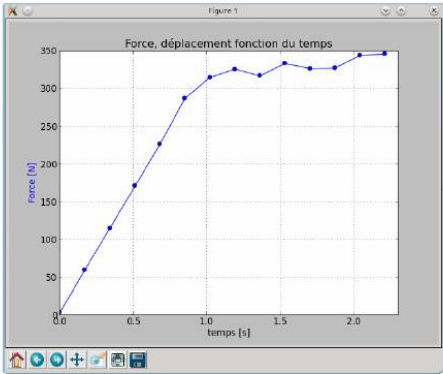 Figure 1
Force, déplacement fonction du temps
350
300
250
200
150
100
50
0
Force [N]
0.0 0.5 1.0 1.5 2.0
temps [s]